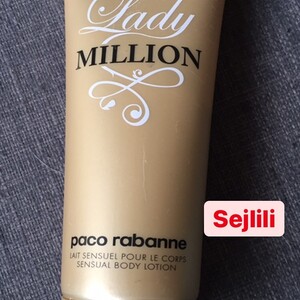 Lady
MILLION
paco rabanne
LAIT SENSUEL POUR LE CORPS
SENSUAL BODY LOTION
Sejlili